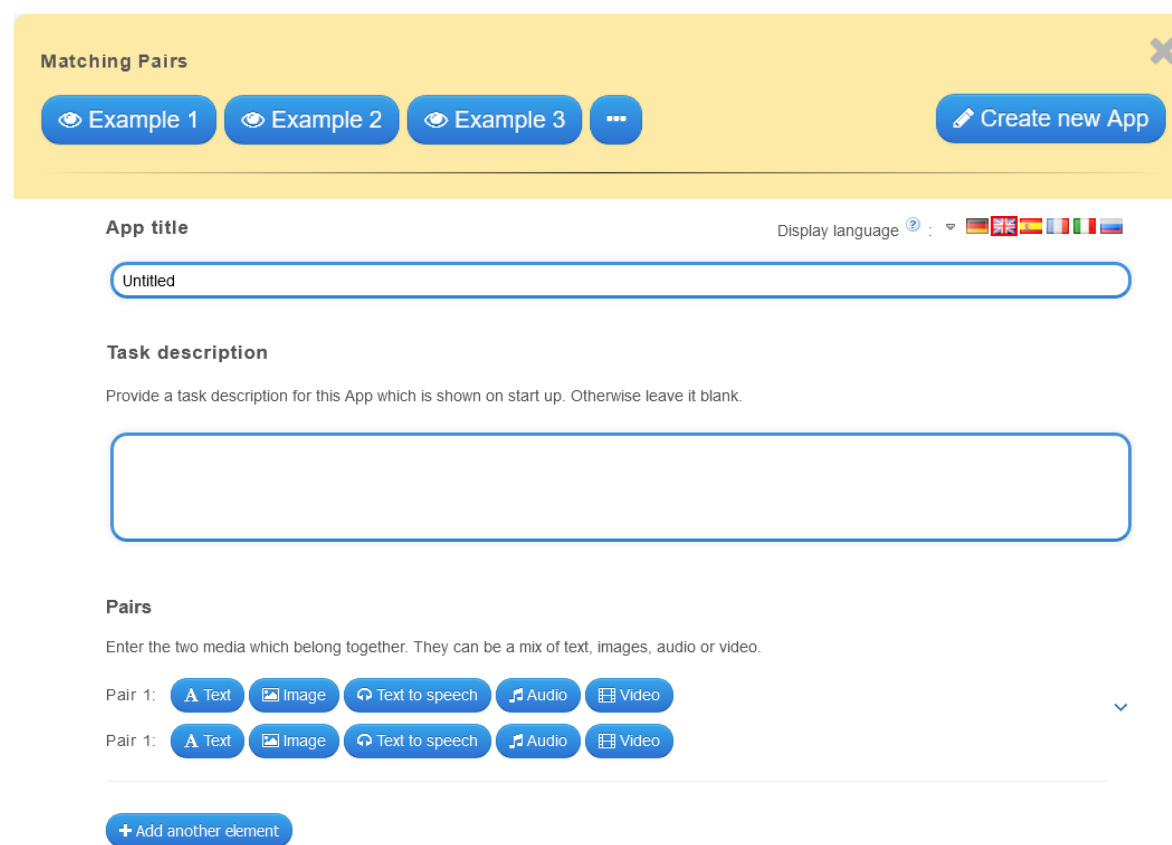 Matching Pairs
Example 1 Example 2 Example 3 ... Create new App
App title Display language ? :
Untitled
Task description
Provide a task description for this App which is shown on start up. Otherwise leave it blank.
Pairs
Enter the two media which belong together. They can be a mix of text, images, audio or video.
Pair 1: A Text Image Text to speech Audio Video
Pair 1: A Text Image Text to speech Audio Video
+ Add another element